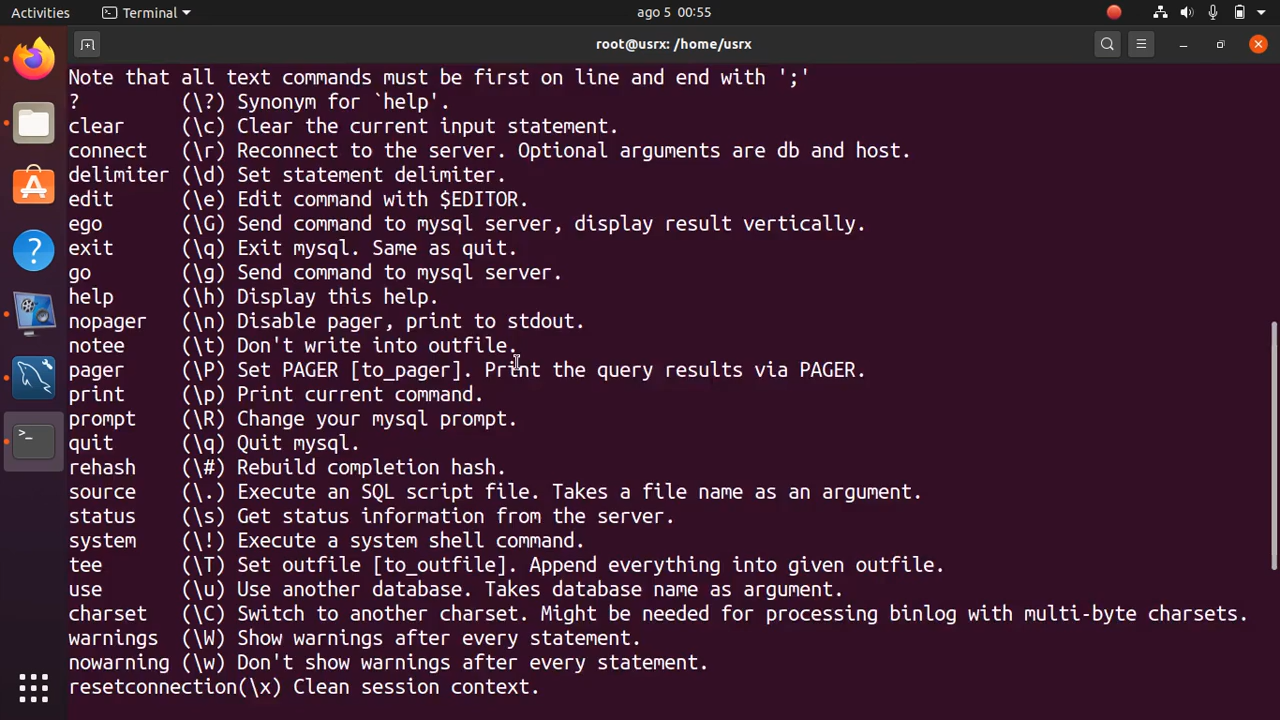 Activities
Terminal
ago 5 00:55
root@usrx: /home/usrx
Note that all text commands must be first on line and end with ';'
? (\?) Synonym for `help'.
clear (\c) Clear the current input statement.
connect (\r) Reconnect to the server. Optional arguments are db and host.
delimiter (\d) Set statement delimiter.
edit (\e) Edit command with $EDITOR.
ego (\G) Send command to mysql server, display result vertically.
exit (\q) Exit mysql. Same as quit.
go (\g) Send command to mysql server.
help (\h) Display this help.
nopager (\n) Disable pager, print to stdout.
notee (\t) Don't write into outfile.
pager (\P) Set PAGER [to_pager]. Print the query results via PAGER.
print (\p) Print current command.
prompt (\R) Change your mysql prompt.
quit (\q) Quit mysql.
rehash (\#) Rebuild completion hash.
source (\.) Execute an SQL script file. Takes a file name as an argument.
status (\s) Get status information from the server.
system (\!) Execute a system shell command.
tee (\T) Set outfile [to_outfile]. Append everything into given outfile.
use (\u) Use another database. Takes database name as argument.
charset (\C) Switch to another charset. Might be needed for processing binlog with multi-byte charsets.
warnings (\W) Show warnings after every statement.
nowarning (\w) Don't show warnings after every statement.
resetconnection(\x) Clean session context.